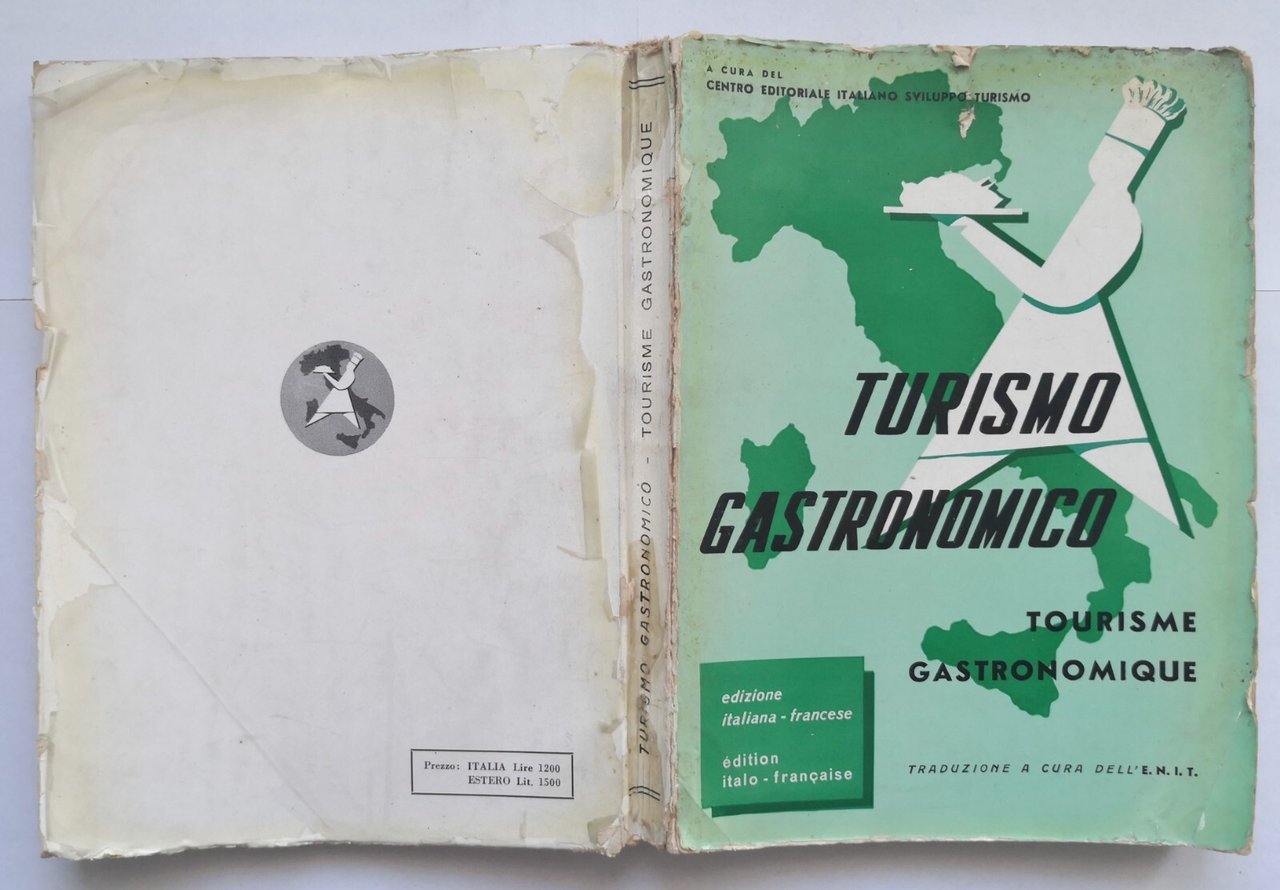 A CURA DEL
CENTRO EDITORIALE ITALIANO SVILUPPO TURISMO
TURISMO
GASTRONOMICO
TOURISME
GASTRONOMIQUE
edizione
italiana - francese
édition
italo - française
TRADUZIONE A CURA DELL'E. N. I. T.
TURISMO GASTRONOMICO - TOURISME GASTRONOMIQUE
Prezzo: ITALIA Lire 1200
ESTERO Lit. 1500